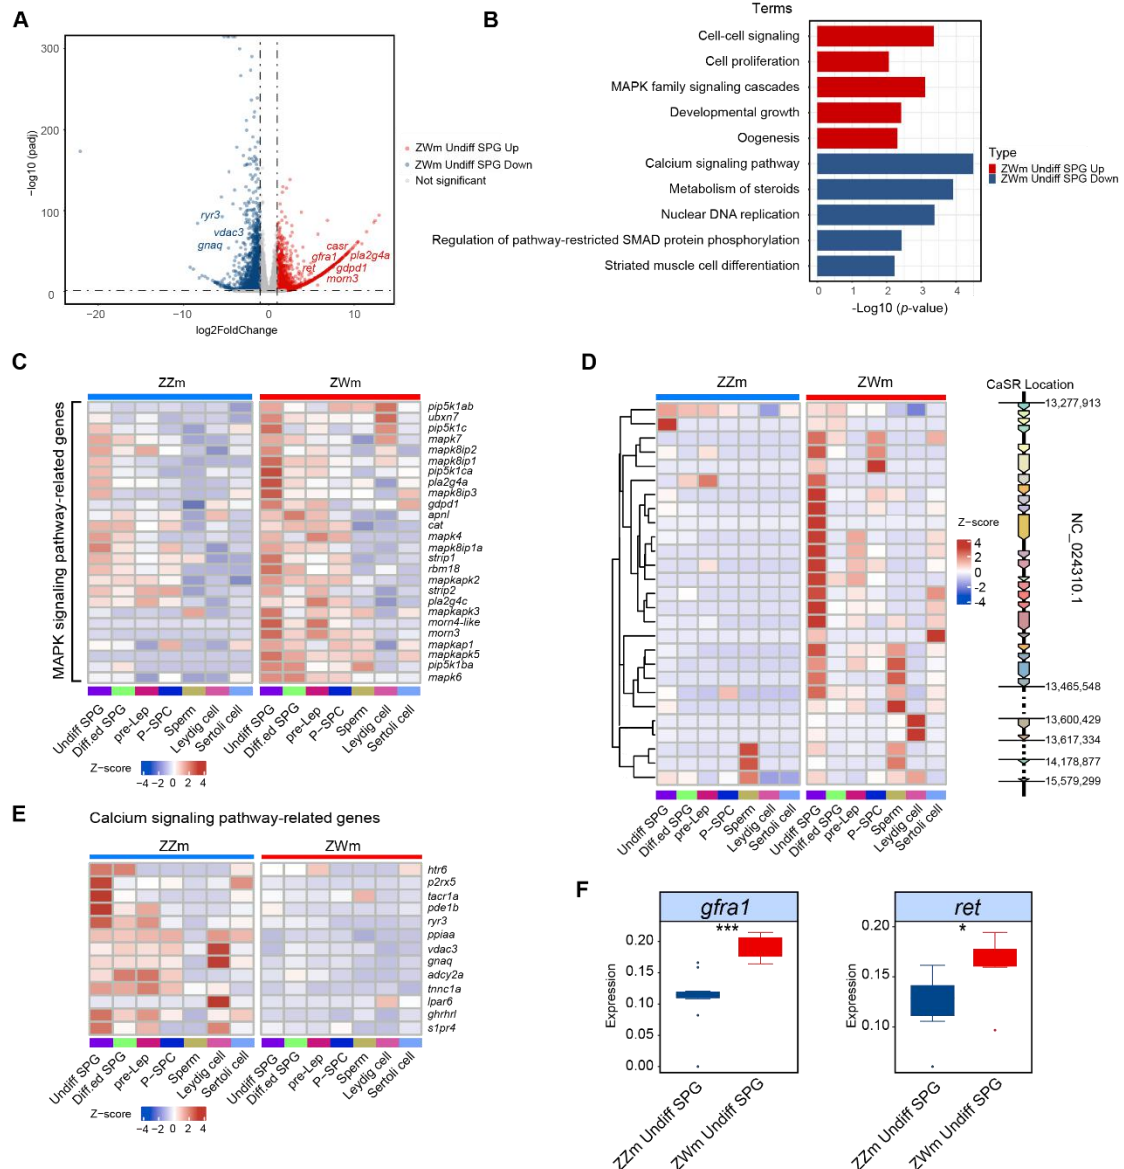 A
300
200
100
0
−log10 (padj)
−20
−10
0
10
log2FoldChange
ryr3
vdac3
gnaq
casr
gfra1
pla2g4a
ret
gdpd1
morn3
ZWm Undiff SPG Up
ZWm Undiff SPG Down
Not significant
B
Terms
Cell-cell signaling
Cell proliferation
MAPK family signaling cascades
Developmental growth
Oogenesis
Calcium signaling pathway
Metabolism of steroids
Nuclear DNA replication
Regulation of pathway-restricted SMAD protein phosphorylation
Striated muscle cell differentiation
0 1 2 3 4
-Log10 (p-value)
Type
ZWm Undiff SPG Up
ZWm Undiff SPG Down
C
ZZm
ZWm
MAPK signaling pathway-related genes
pip5k1ab
ubxn7
pip5k1c
mapk7
mapk8ip2
mapk8ip1
pip5k1ca
pla2g4a
mapk8ip3
gdpd1
apnl
cat
mapk4
mapk8ip1a
strip1
rbm18
mapkapk2
strip2
pla2g4c
mapkapk3
morn4-like
morn3
mapkap1
mapkapk5
pip5k1ba
mapk6
Undiff SPG
Diff.ed SPG
pre-Lep
P-SPC
Sperm
Leydig cell
Sertoli cell
Undiff SPG
Diff.ed SPG
pre-Lep
P-SPC
Sperm
Leydig cell
Sertoli cell
Z-score
−4 −2 0 2 4
D
ZZm
ZWm
CaSR Location
13,277,913
NC_024310.1
13,465,548
13,600,429
13,617,334
14,178,877
15,579,299
Z-score
4
2
0
-2
-4
Undiff SPG
Diff.ed SPG
pre-Lep
P-SPC
Sperm
Leydig cell
Sertoli cell
Undiff SPG
Diff.ed SPG
pre-Lep
P-SPC
Sperm
Leydig cell
Sertoli cell
E
Calcium signaling pathway-related genes
ZZm
ZWm
htr6
p2rx5
tacr1a
pde1b
ryr3
ppiaa
vdac3
gnaq
adcy2a
tnnc1a
lpar6
ghrhrl
s1pr4
Undiff SPG
Diff.ed SPG
pre-Lep
P-SPC
Sperm
Leydig cell
Sertoli cell
Undiff SPG
Diff.ed SPG
pre-Lep
P-SPC
Sperm
Leydig cell
Sertoli cell
Z-score
−4 −2 0 2 4
F
gfra1
***
0.20
0.15
0.10
0.05
0.00
Expression
ZZm Undiff SPG
ZWm Undiff SPG
ret
*
0.20
0.15
0.10
Expression
ZZm Undiff SPG
ZWm Undiff SPG